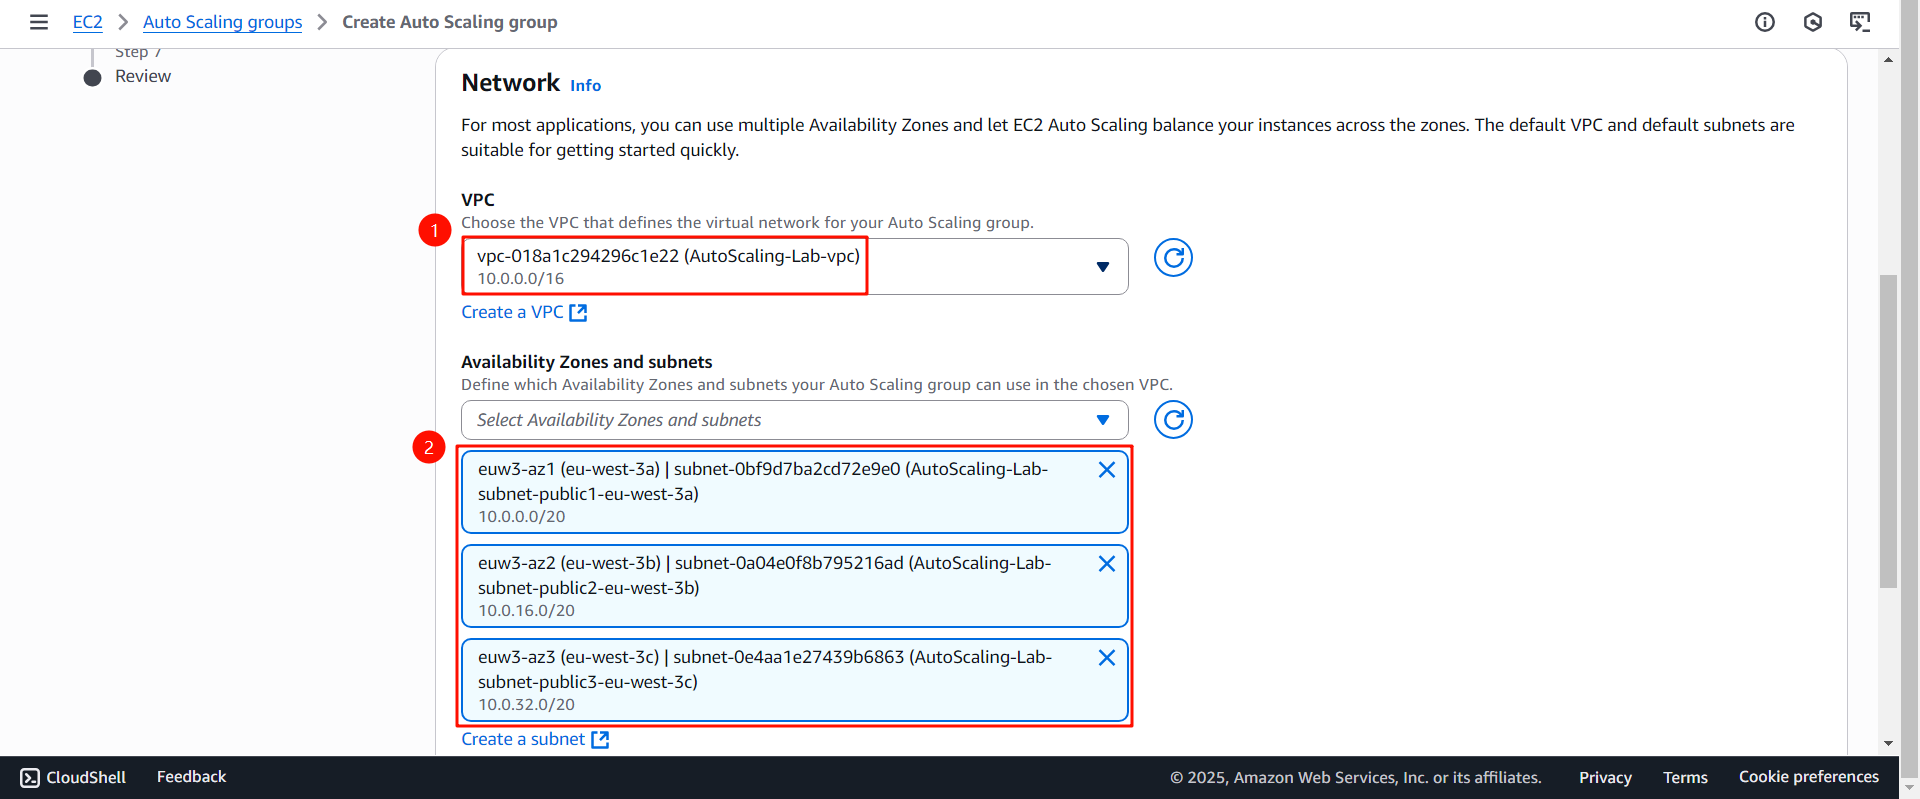 EC2 > Auto Scaling groups > Create Auto Scaling group
Step 7
Review
Network Info
For most applications, you can use multiple Availability Zones and let EC2 Auto Scaling balance your instances across the zones. The default VPC and default subnets are
suitable for getting started quickly.
VPC
Choose the VPC that defines the virtual network for your Auto Scaling group.
1
vpc-018a1c294296c1e22 (AutoScaling-Lab-vpc)
10.0.0.0/16
Create a VPC
Availability Zones and subnets
Define which Availability Zones and subnets your Auto Scaling group can use in the chosen VPC.
Select Availability Zones and subnets
2
euw3-az1 (eu-west-3a) | subnet-0bf9d7ba2cd72e9e0 (AutoScaling-Lab-
subnet-public1-eu-west-3a)
10.0.0.0/20
euw3-az2 (eu-west-3b) | subnet-0a04e0f8b795216ad (AutoScaling-Lab-
subnet-public2-eu-west-3b)
10.0.16.0/20
euw3-az3 (eu-west-3c) | subnet-0e4aa1e27439b6863 (AutoScaling-Lab-
subnet-public3-eu-west-3c)
10.0.32.0/20
Create a subnet
CloudShell Feedback © 2025, Amazon Web Services, Inc. or its affiliates. Privacy Terms Cookie preferences